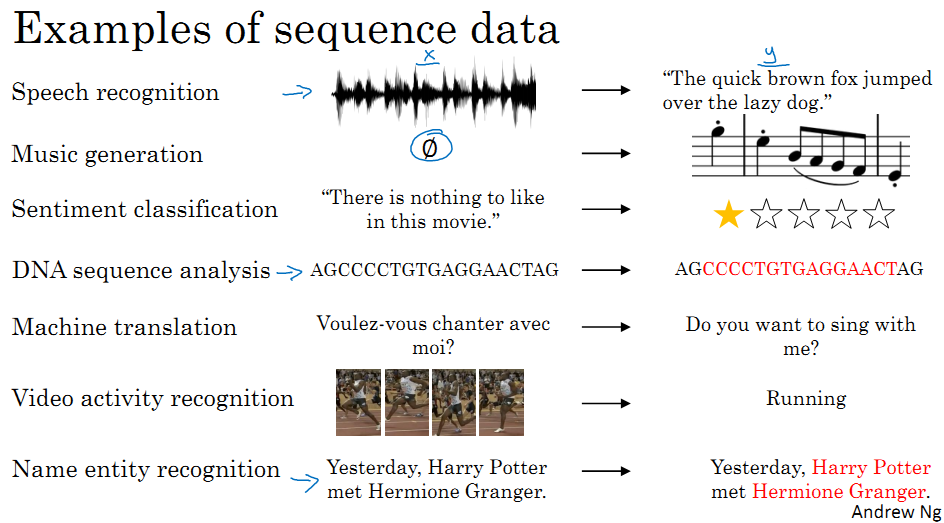 Examples of sequence data
x
y
Speech recognition
“The quick brown fox jumped
over the lazy dog.”
Music generation
∅
Sentiment classification
“There is nothing to like
in this movie.”
DNA sequence analysis
AGCCCCTGTGAGGAACTAG
AGCCCCTGTGAGGAACTAG
Machine translation
Voulez-vous chanter avec
moi?
Do you want to sing with
me?
Video activity recognition
Running
Name entity recognition
Yesterday, Harry Potter
met Hermione Granger.
Yesterday, Harry Potter
met Hermione Granger.
Andrew Ng